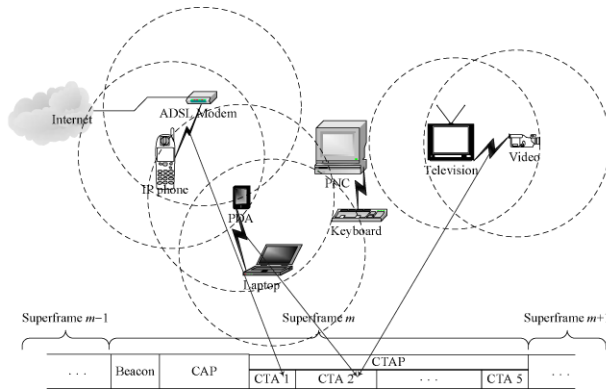 Internet
ADSL Modem
IP phone
PDA
Laptop
PNC
Keyboard
Television
Video
Superframe m−1
Superframe m
Superframe m+1
. . .
Beacon
CAP
CTAP
. . .
CTA 1
CTA 2
. . .
CTA 5